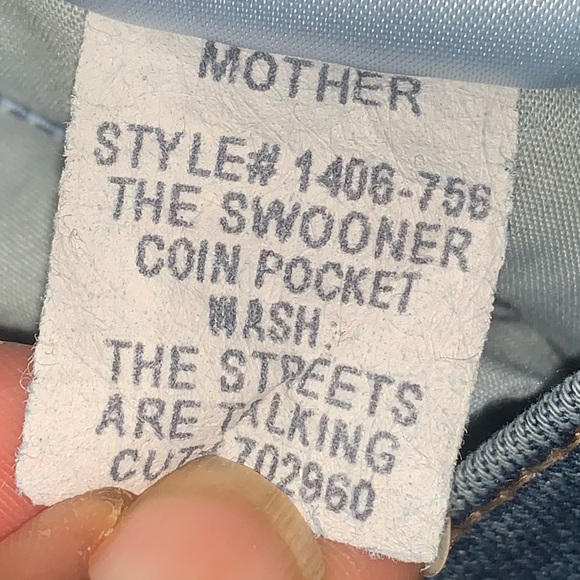 MOTHER
STYLE# 1406-756
THE SWOONER
COIN POCKET
WASH:
THE STREETS
ARE TALKING
CUT# 702960